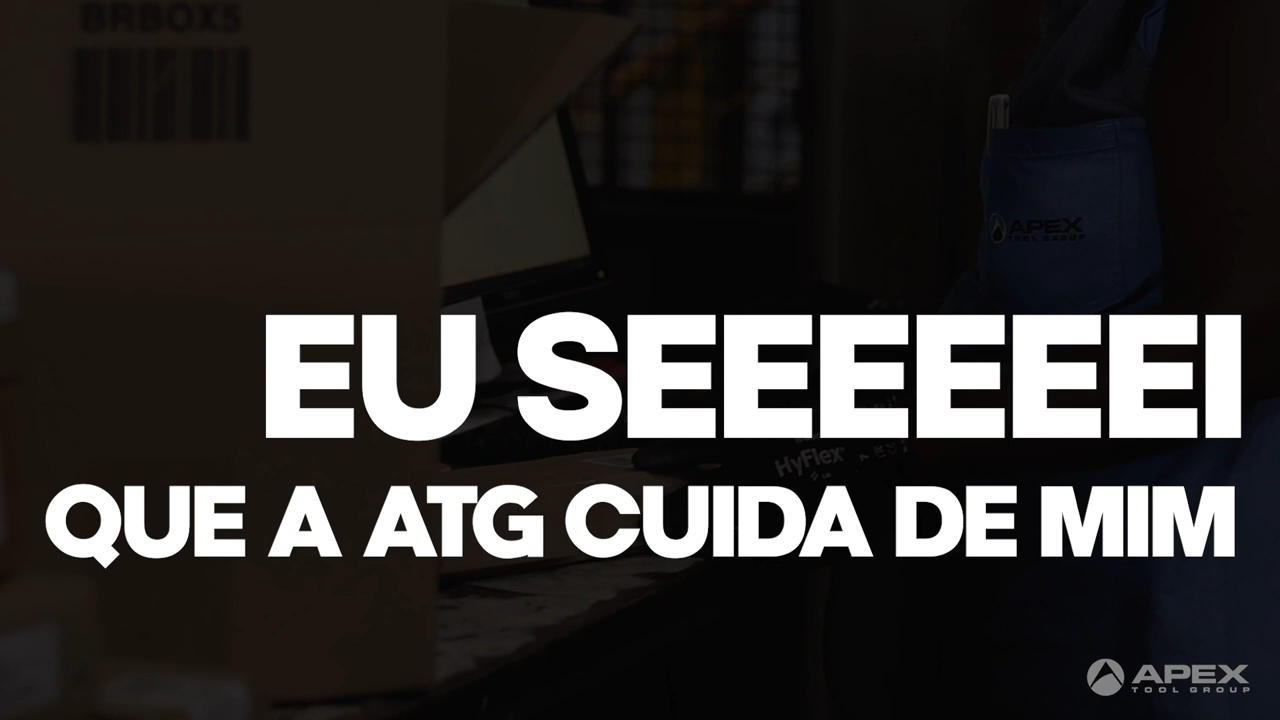 BRBOX5
APEX
TOOL GROUP
EU SEEEEEEI
HyFlex
QUE A ATG CUIDA DE MIM
APEX
TOOL GROUP